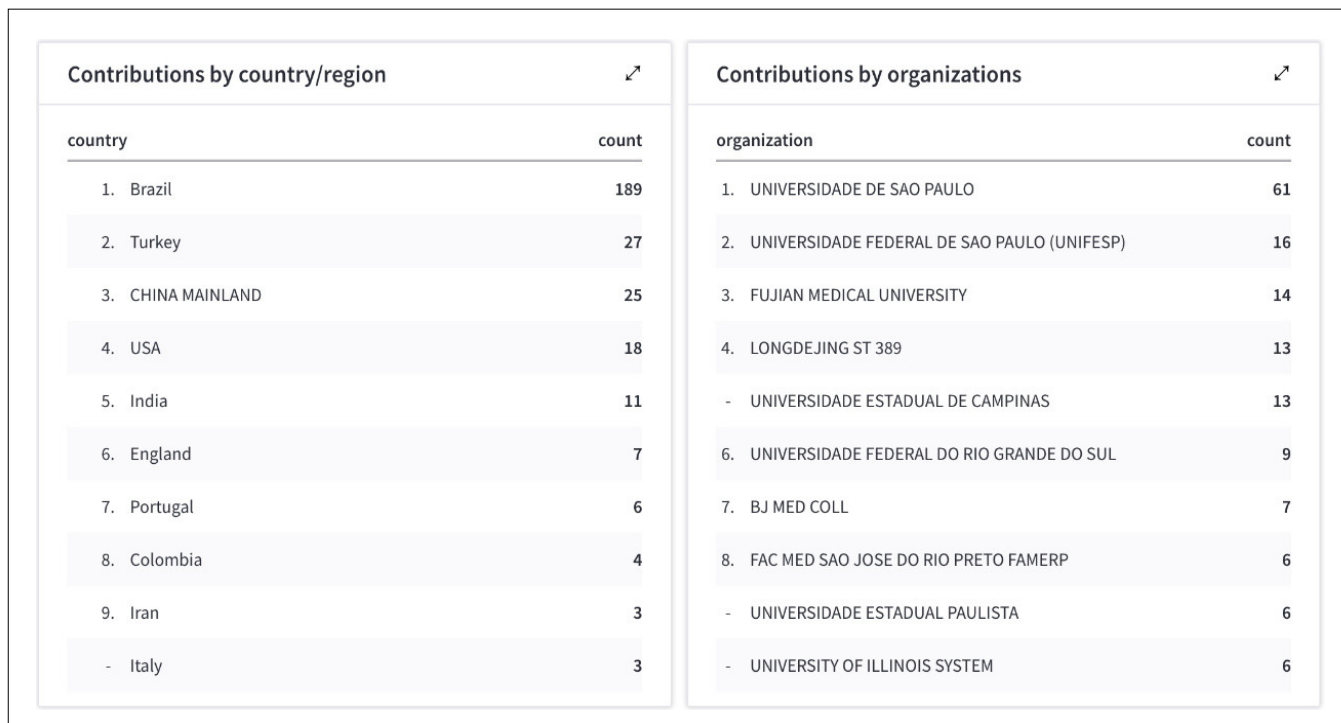 Contributions by country/region
country count
1. Brazil 189
2. Turkey 27
3. CHINA MAINLAND 25
4. USA 18
5. India 11
6. England 7
7. Portugal 6
8. Colombia 4
9. Iran 3
- Italy 3
Contributions by organizations
organization count
1. UNIVERSIDADE DE SAO PAULO 61
2. UNIVERSIDADE FEDERAL DE SAO PAULO (UNIFESP) 16
3. FUJIAN MEDICAL UNIVERSITY 14
4. LONGDEJING ST 389 13
- UNIVERSIDADE ESTADUAL DE CAMPINAS 13
6. UNIVERSIDADE FEDERAL DO RIO GRANDE DO SUL 9
7. BJ MED COLL 7
8. FAC MED SAO JOSE DO RIO PRETO FAMERP 6
- UNIVERSIDADE ESTADUAL PAULISTA 6
- UNIVERSITY OF ILLINOIS SYSTEM 6